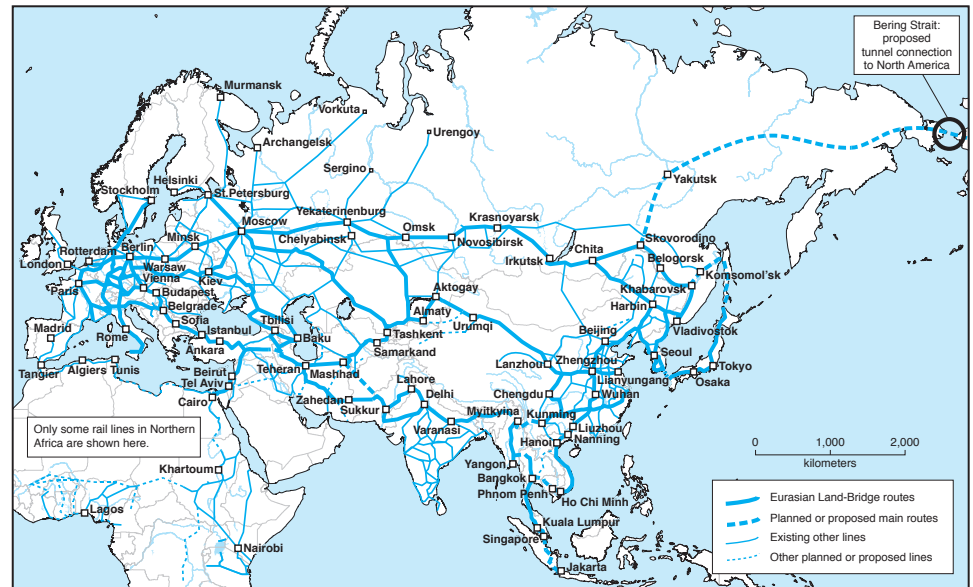 Bering Strait:
proposed
tunnel connection
to North America
Murmansk
Vorkuta
Urengoy
Archangelsk
Sergino
Yakutsk
Helsinki
Stockholm
St.Petersburg
Yekaterinenburg
Krasnoyarsk
Moscow
Omsk
Skovorodino
Rotterdam
Berlin
Minsk
Chelyabinsk
Novosibirsk
Chita
Belogorsk
London
Warsaw
Irkutsk
Komsomol'sk
Paris
Vienna
Kiev
Aktogay
Khabarovsk
Budapest
Harbin
Belgrade
Almaty
Madrid
Sofia
Tbilisi
Urumqi
Vladivostok
Rome
Istanbul
Baku
Tashkent
Beijing
Ankara
Samarkand
Seoul
Tokyo
Tangier
Algiers
Tunis
Beirut
Teheran
Mashhad
Lanzhou
Zhengzhou
Lianyungang
Osaka
Tel Aviv
Lahore
Cairo
Zahedan
Delhi
Chengdu
Wuhan
Sukkur
Myitkyina
Kunming
Varanasi
Liuzhou
Only some rail lines in Northern
Africa are shown here.
Hanoi
Nanning
0
1,000
2,000
kilometers
Khartoum
Yangon
Bangkok
Phnom Penh
Ho Chi Minh
Lagos
Kuala Lumpur
Singapore
Nairobi
Jakarta
Eurasian Land-Bridge routes
Planned or proposed main routes
Existing other lines
Other planned or proposed lines